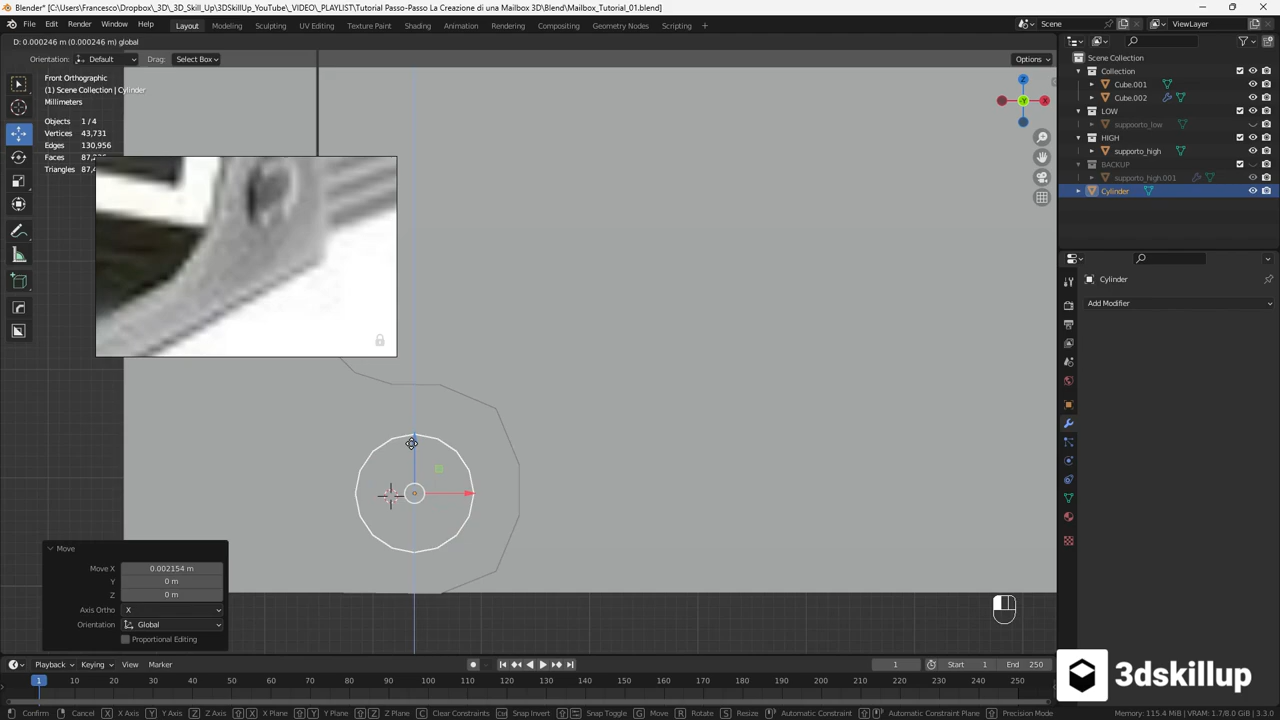 Blender* [C:\Users\Francesco\Dropbox\_3D\_3D_Skill_Up\3DSkillUp_YouTube\_VIDEO\_PLAYLIST\Tutorial Passo-Passo La Creazione di una Mailbox 3D\Blend\Mailbox_Tutorial_01.blend]
File Edit Render Window Help Layout Modeling Sculpting UV Editing Texture Paint Shading Animation Rendering Compositing Geometry Nodes Scripting + Scene ViewLayer
D: 0.000246 m (0.000246 m) global
Orientation: Default Drag: Select Box Options
Front Orthographic
(1) Scene Collection | Cylinder
Millimeters
Objects 1 / 4
Vertices 43,731
Edges 130,956
Faces
Triangles
Z
X
Y
Scene Collection
Collection
Cube.001
Cube.002
LOW
suppoorto_low
HIGH
supporto_high
BACKUP
supporto_high.001
Cylinder
Cylinder
Add Modifier
Move
Move X 0.002154 m
Y 0 m
Z 0 m
Axis Ortho X
Orientation Global
Proportional Editing
Playback Keying View Marker 1 Start 1 End 250
1 10 20 30 40 50 60 70 80 90 100 110 120 130 140 150 160 170 180 190 200 210 220 230 240 250
3dskillup
Confirm Cancel X X Axis Y Y Axis Z Z Axis X X Plane Y Y Plane Z Z Plane C Clear Constraints Snap Invert Snap Toggle G Move R Rotate S Resize Automatic Constraint Automatic Constraint Plane Precision Mode Memory: 115.4 MiB | VRAM: 1.7/8.0 GiB | 3.3.0